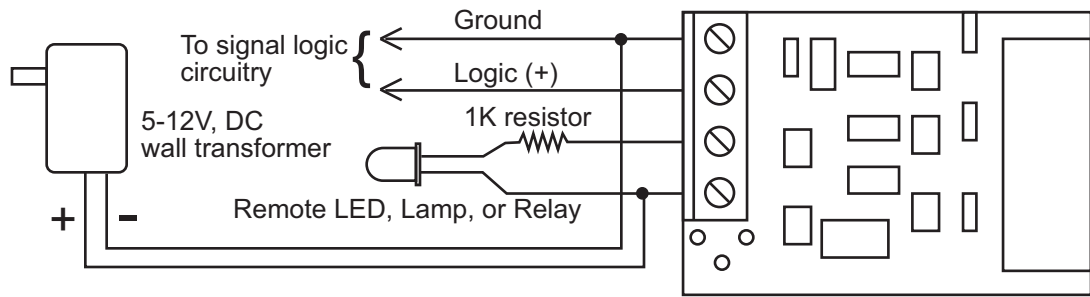 Ground
To signal logic
circuitry
Logic (+)
1K resistor
5-12V, DC
wall transformer
Remote LED, Lamp, or Relay
+ -